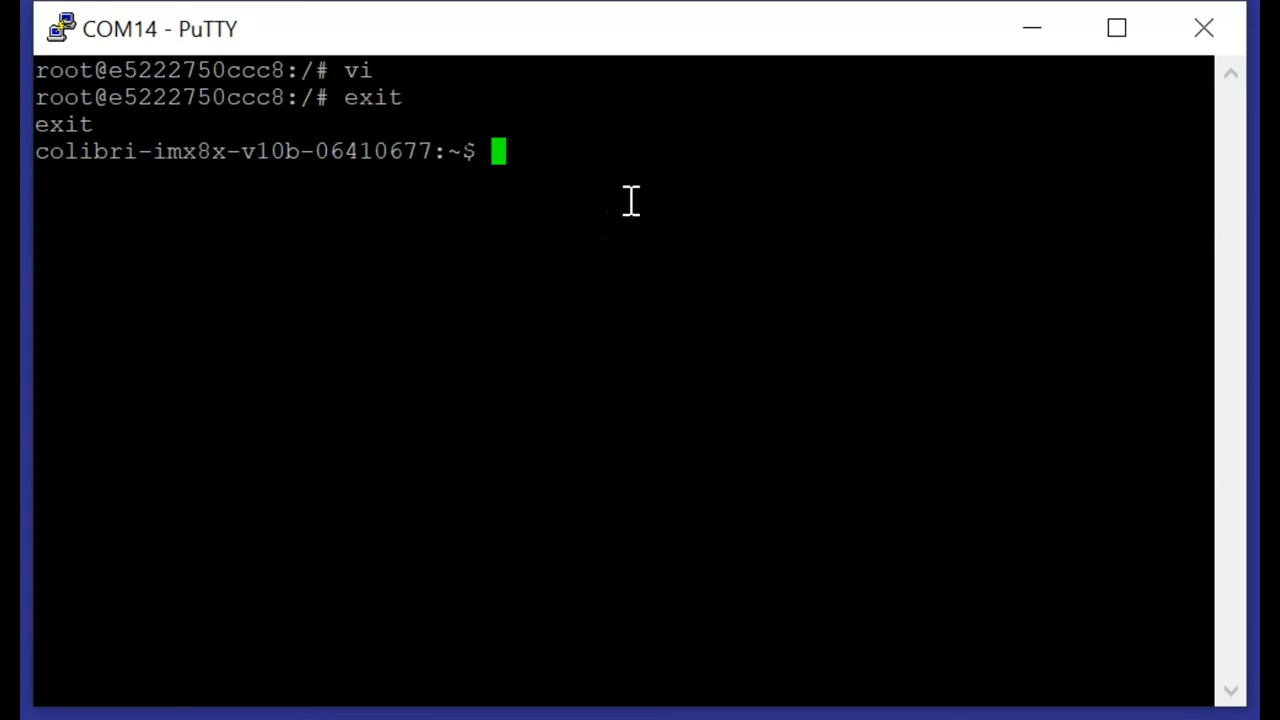 COM14 - PuTTY
root@e5222750ccc8:/# vi
root@e5222750ccc8:/# exit
exit
colibri-imx8x-v10b-06410677:~$